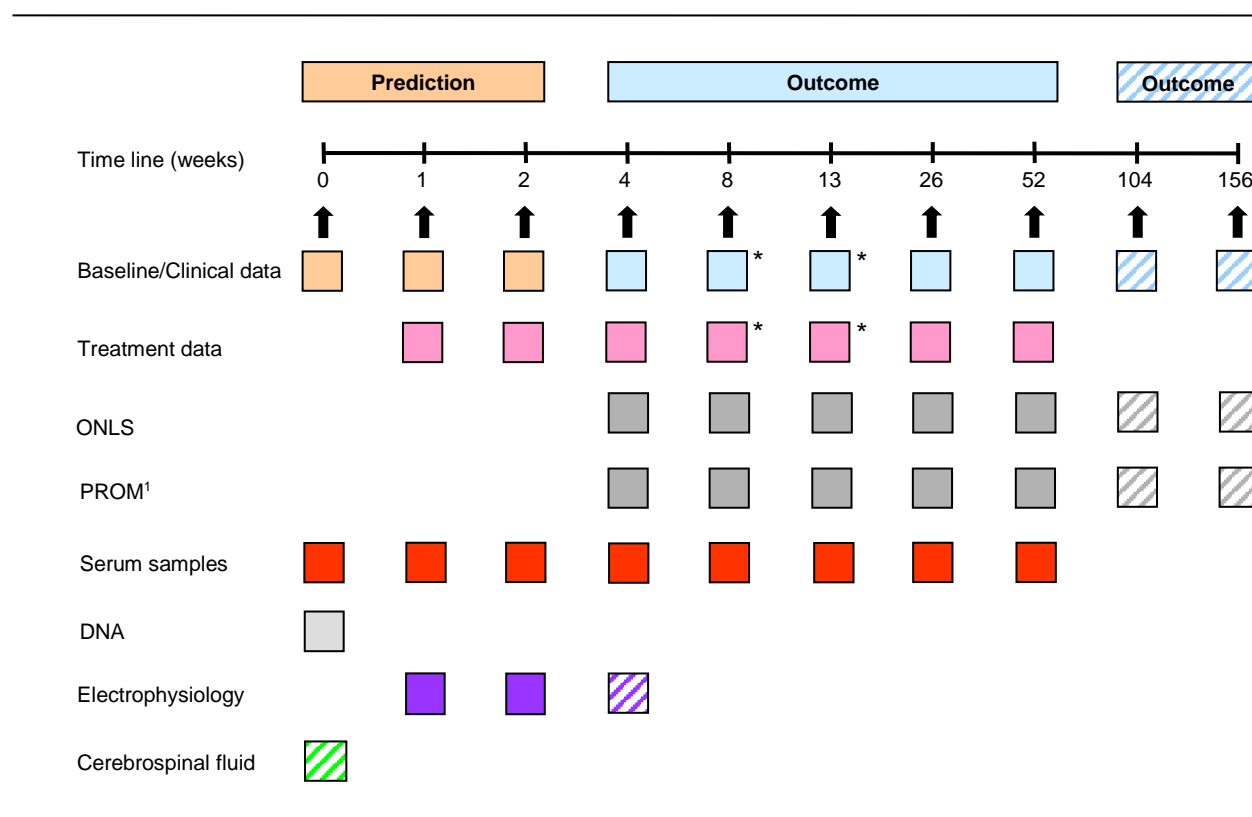 Prediction Outcome Outcome
Time line (weeks)
0 1 2 4 8 13 26 52 104 156
Baseline/Clinical data * *
Treatment data * *
ONLS
PROM¹
Serum samples
DNA
Electrophysiology
Cerebrospinal fluid